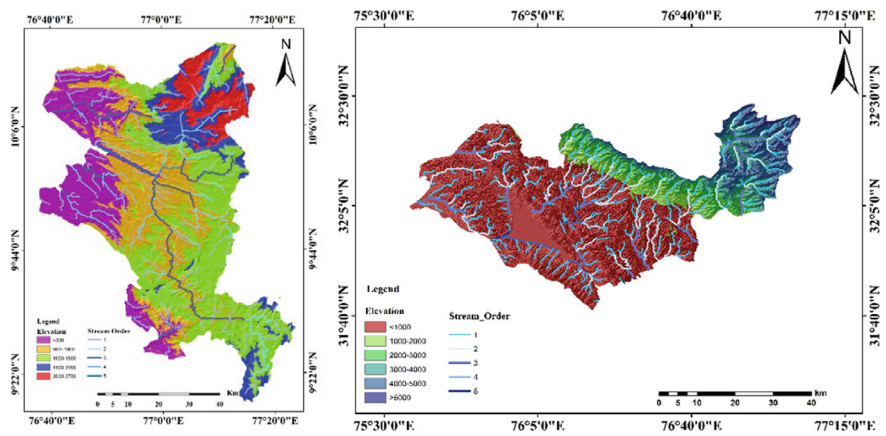 76°40'0"E 77°0'0"E 77°20'0"E
N
10°6'0"N 10°6'0"N
9°44'0"N 9°44'0"N
9°22'0"N 9°22'0"N
Legend
Elevation Stream_Order
1
2
3
4
5
Km
0 5 10 20 30 40
76°40'0"E 77°0'0"E 77°20'0"E
75°30'0"E 76°5'0"E 76°40'0"E 77°15'0"E
N
32°30'0"N 32°30'0"N
32°5'0"N 32°5'0"N
31°40'0"N 31°40'0"N
Legend
Elevation Stream_Order
<1000 1
1000-2000 2
2000-3000 3
3000-4000 4
4000-5000 5
>5000
km
0 5 10 20 30 40
75°30'0"E 76°5'0"E 76°40'0"E 77°15'0"E